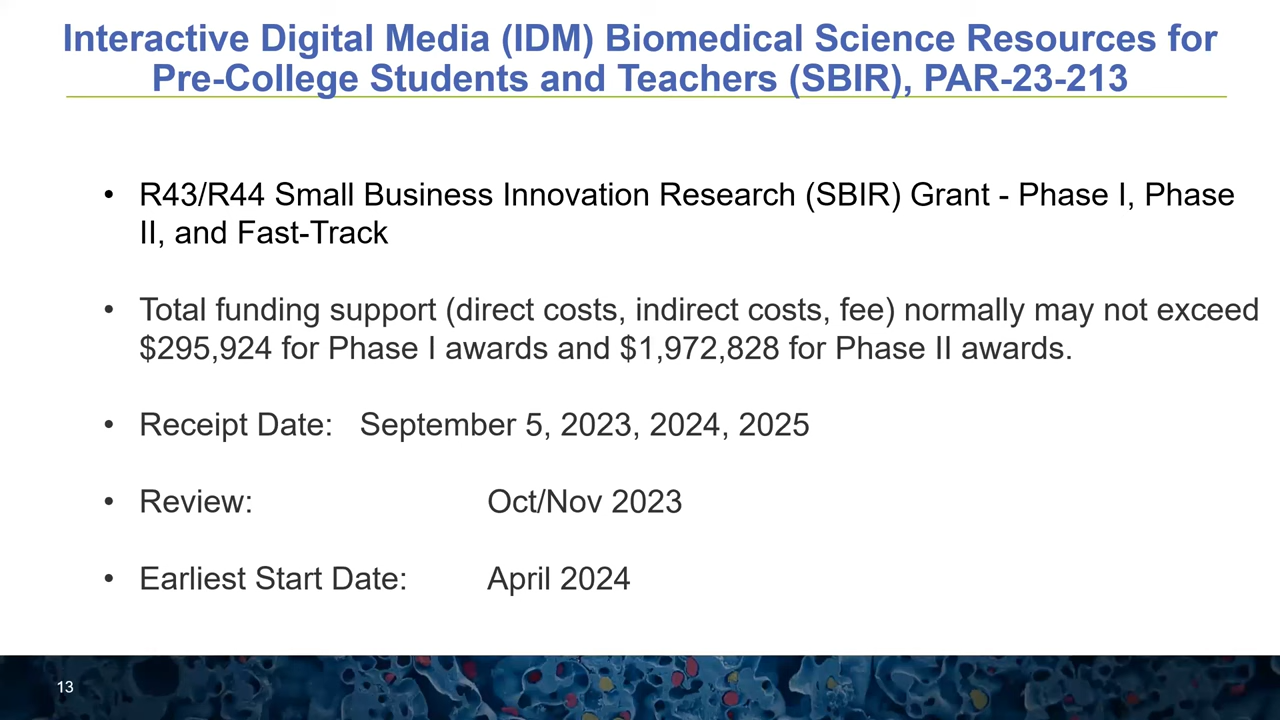 Interactive Digital Media (IDM) Biomedical Science Resources for
Pre-College Students and Teachers (SBIR), PAR-23-213
• R43/R44 Small Business Innovation Research (SBIR) Grant - Phase I, Phase
II, and Fast-Track
• Total funding support (direct costs, indirect costs, fee) normally may not exceed
$295,924 for Phase I awards and $1,972,828 for Phase II awards.
• Receipt Date: September 5, 2023, 2024, 2025
• Review: Oct/Nov 2023
• Earliest Start Date: April 2024
13